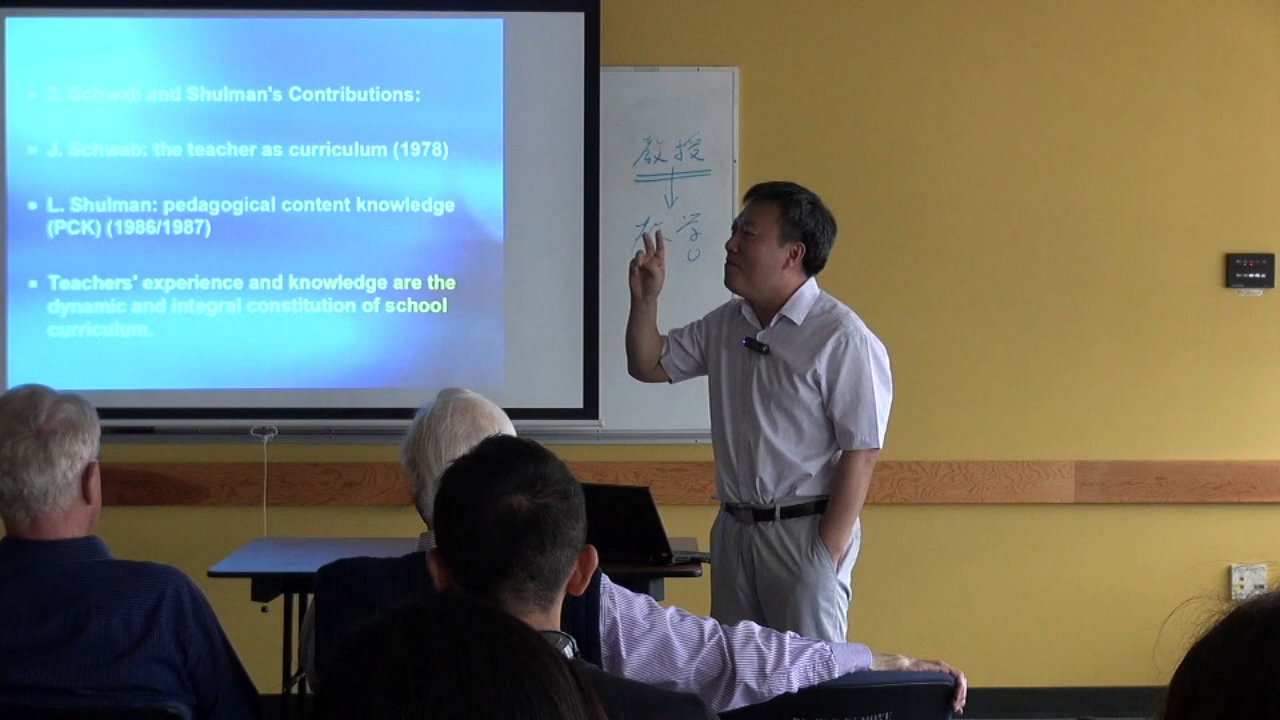 J. Schwab and Shulman's Contributions:
J. Schwab: the teacher as curriculum (1978)
L. Shulman: pedagogical content knowledge
(PCK) (1986/1987)
Teachers' experience and knowledge are the
dynamic and integral constitution of school
curriculum.
教授
学